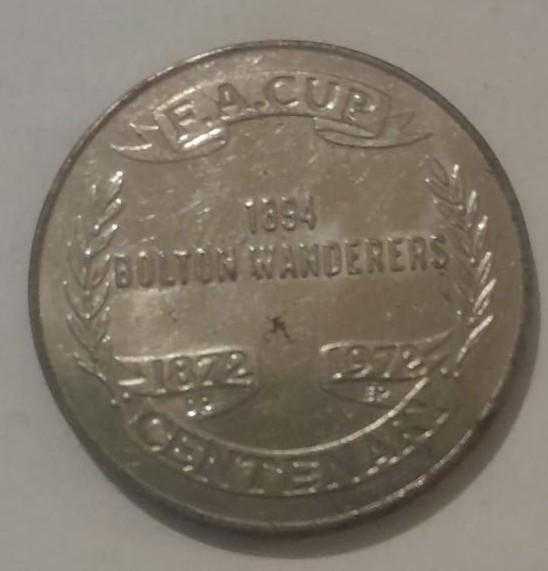 F.A. CUP
1894
BOLTON WANDERERS
1872 1972
CENTENARY